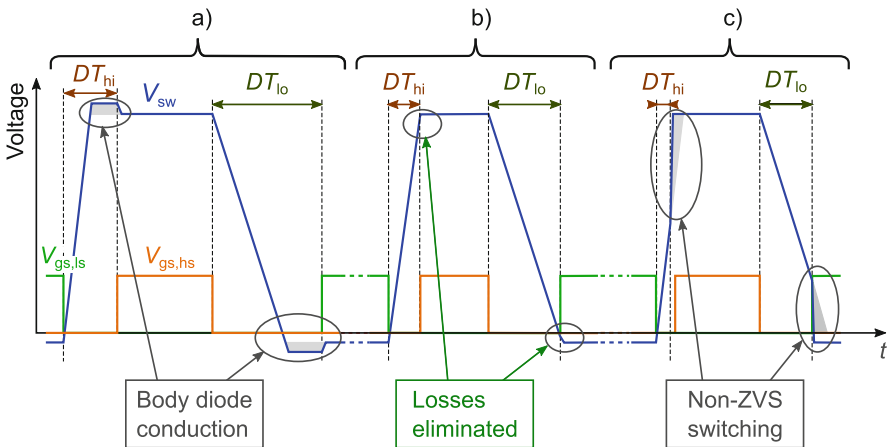 a)
b)
c)
DThi
DTlo
DThi
DTlo
DThi
DTlo
Vsw
Voltage
Vgs,ls
Vgs,hs
t
Body diode
conduction
Losses
eliminated
Non-ZVS
switching